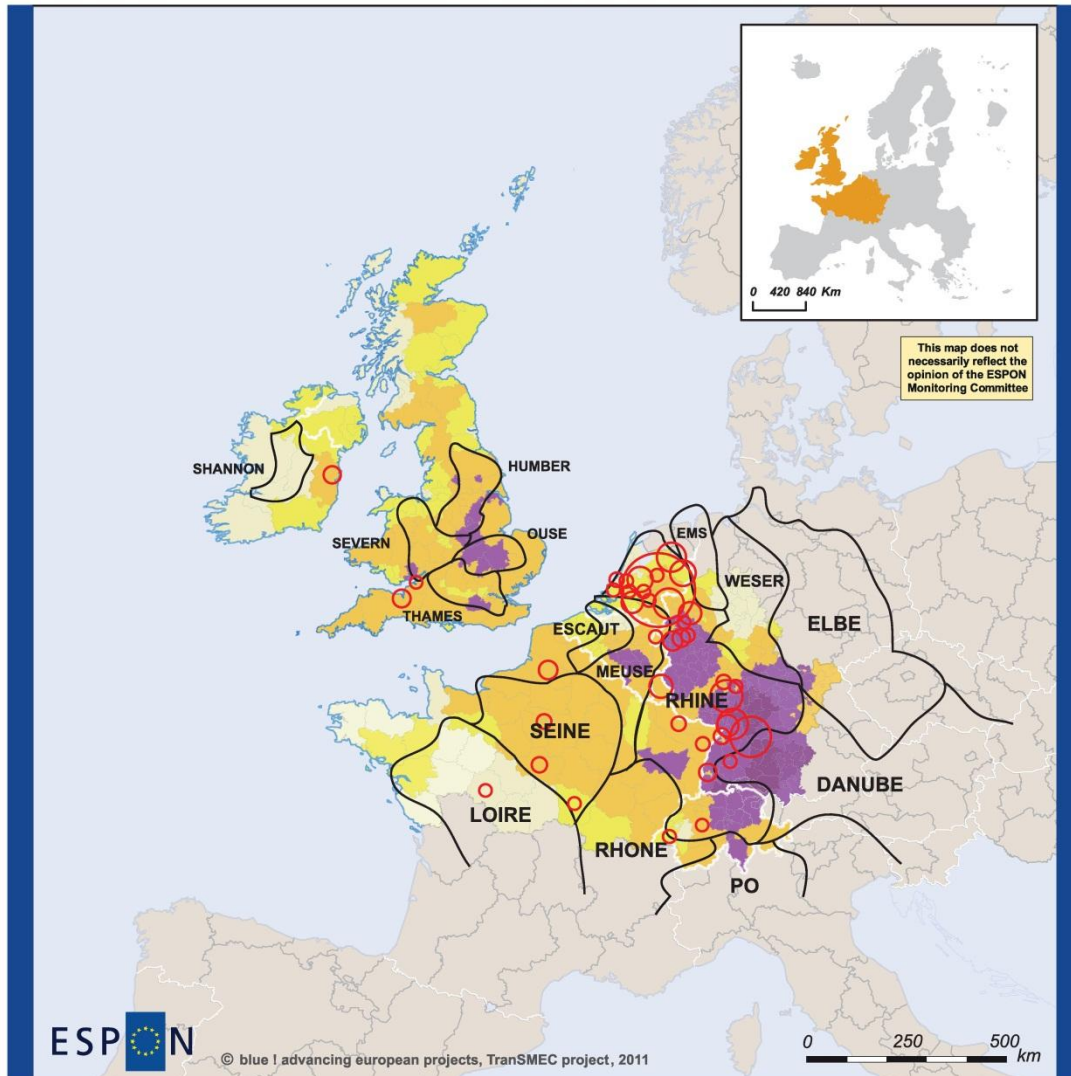 0 420 840 Km
This map does not
necessarily reflect the
opinion of the ESPON
Monitoring Committee
SHANNON
HUMBER
SEVERN
OUSE
THAMES
EMS
WESER
ELBE
ESCAUT
MEUSE
RHINE
SEINE
DANUBE
LOIRE
RHONE
PO
ESPON
© blue ! advancing european projects, TranSMEC project, 2011
0 250 500
km